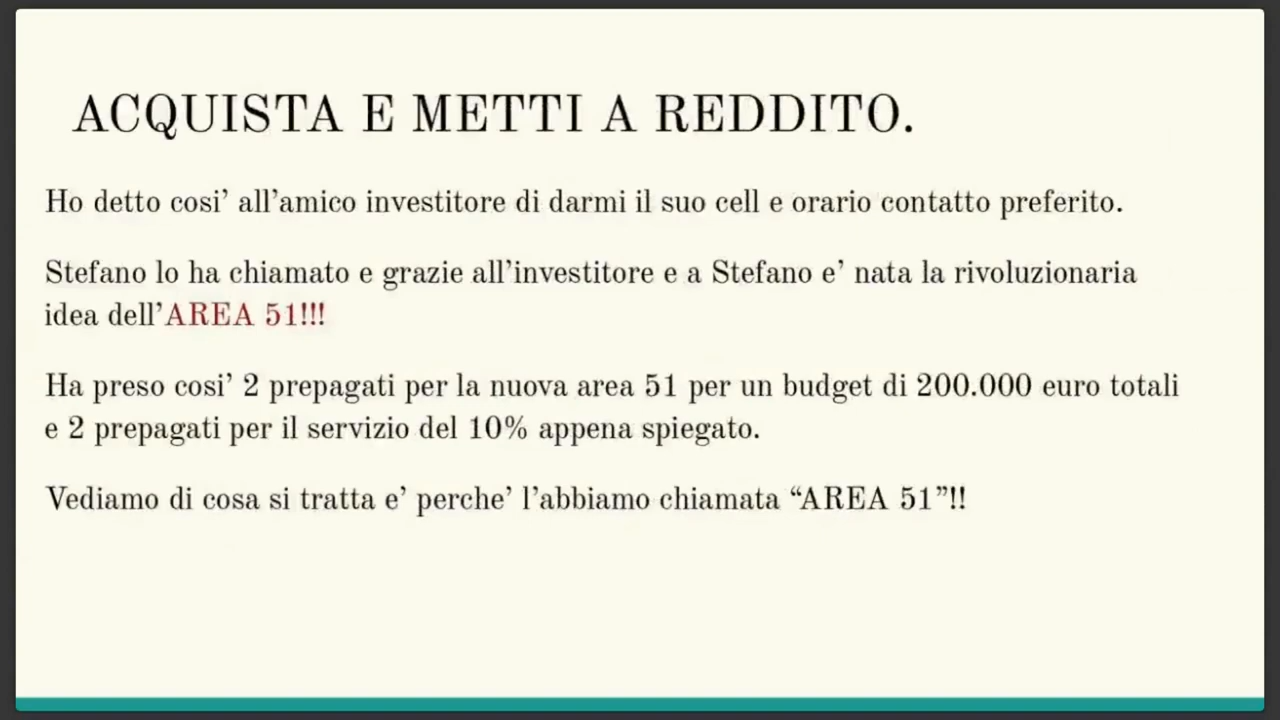 ACQUISTA E METTI A REDDITO.
Ho detto cosi’ all’amico investitore di darmi il suo cell e orario contatto preferito.
Stefano lo ha chiamato e grazie all’investitore e a Stefano e’ nata la rivoluzionaria
idea dell’AREA 51!!!
Ha preso cosi’ 2 prepagati per la nuova area 51 per un budget di 200.000 euro totali
e 2 prepagati per il servizio del 10% appena spiegato.
Vediamo di cosa si tratta e’ perche’ l’abbiamo chiamata “AREA 51”!!